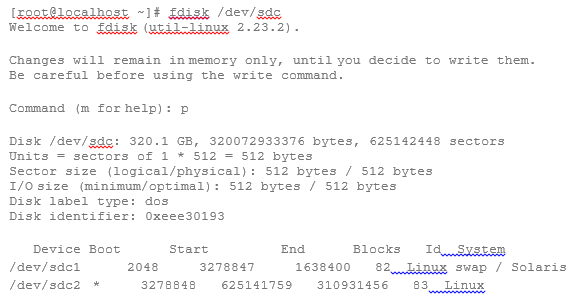 [root@localhost ~]# fdisk /dev/sdc
Welcome to fdisk (util-linux 2.23.2).
Changes will remain in memory only, until you decide to write them.
Be careful before using the write command.
Command (m for help): p
Disk /dev/sdc: 320.1 GB, 320072933376 bytes, 625142448 sectors
Units = sectors of 1 * 512 = 512 bytes
Sector size (logical/physical): 512 bytes / 512 bytes
I/O size (minimum/optimal): 512 bytes / 512 bytes
Disk label type: dos
Disk identifier: 0xeee30193
Device Boot Start End Blocks Id System
/dev/sdc1 2048 3278847 1638400 82 Linux swap / Solaris
/dev/sdc2 * 3278848 625141759 310931456 83 Linux